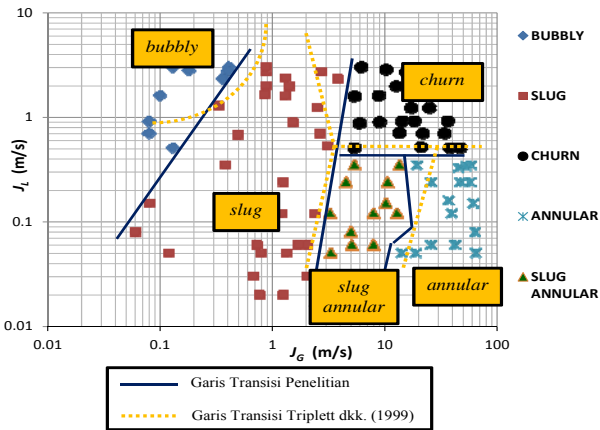 10
1
0.1
0.01
J_L (m/s)
0.01
0.1
1
10
100
J_G (m/s)
bubbly
churn
slug
slug
annular
annular
BUBBLY
SLUG
CHURN
ANNULAR
SLUG
ANNULAR
Garis Transisi Penelitian
Garis Transisi Triplett dkk. (1999)